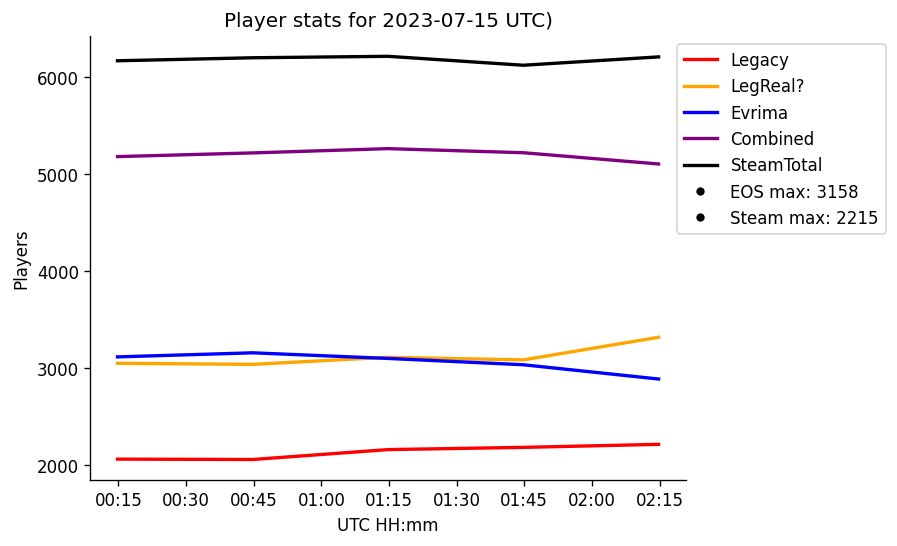 Player stats for 2023-07-15 UTC)
Legacy
LegReal?
Evrima
Combined
SteamTotal
EOS max: 3158
Steam max: 2215
Players
6000
5000
4000
3000
2000
00:15 00:30 00:45 01:00 01:15 01:30 01:45 02:00 02:15
UTC HH:mm